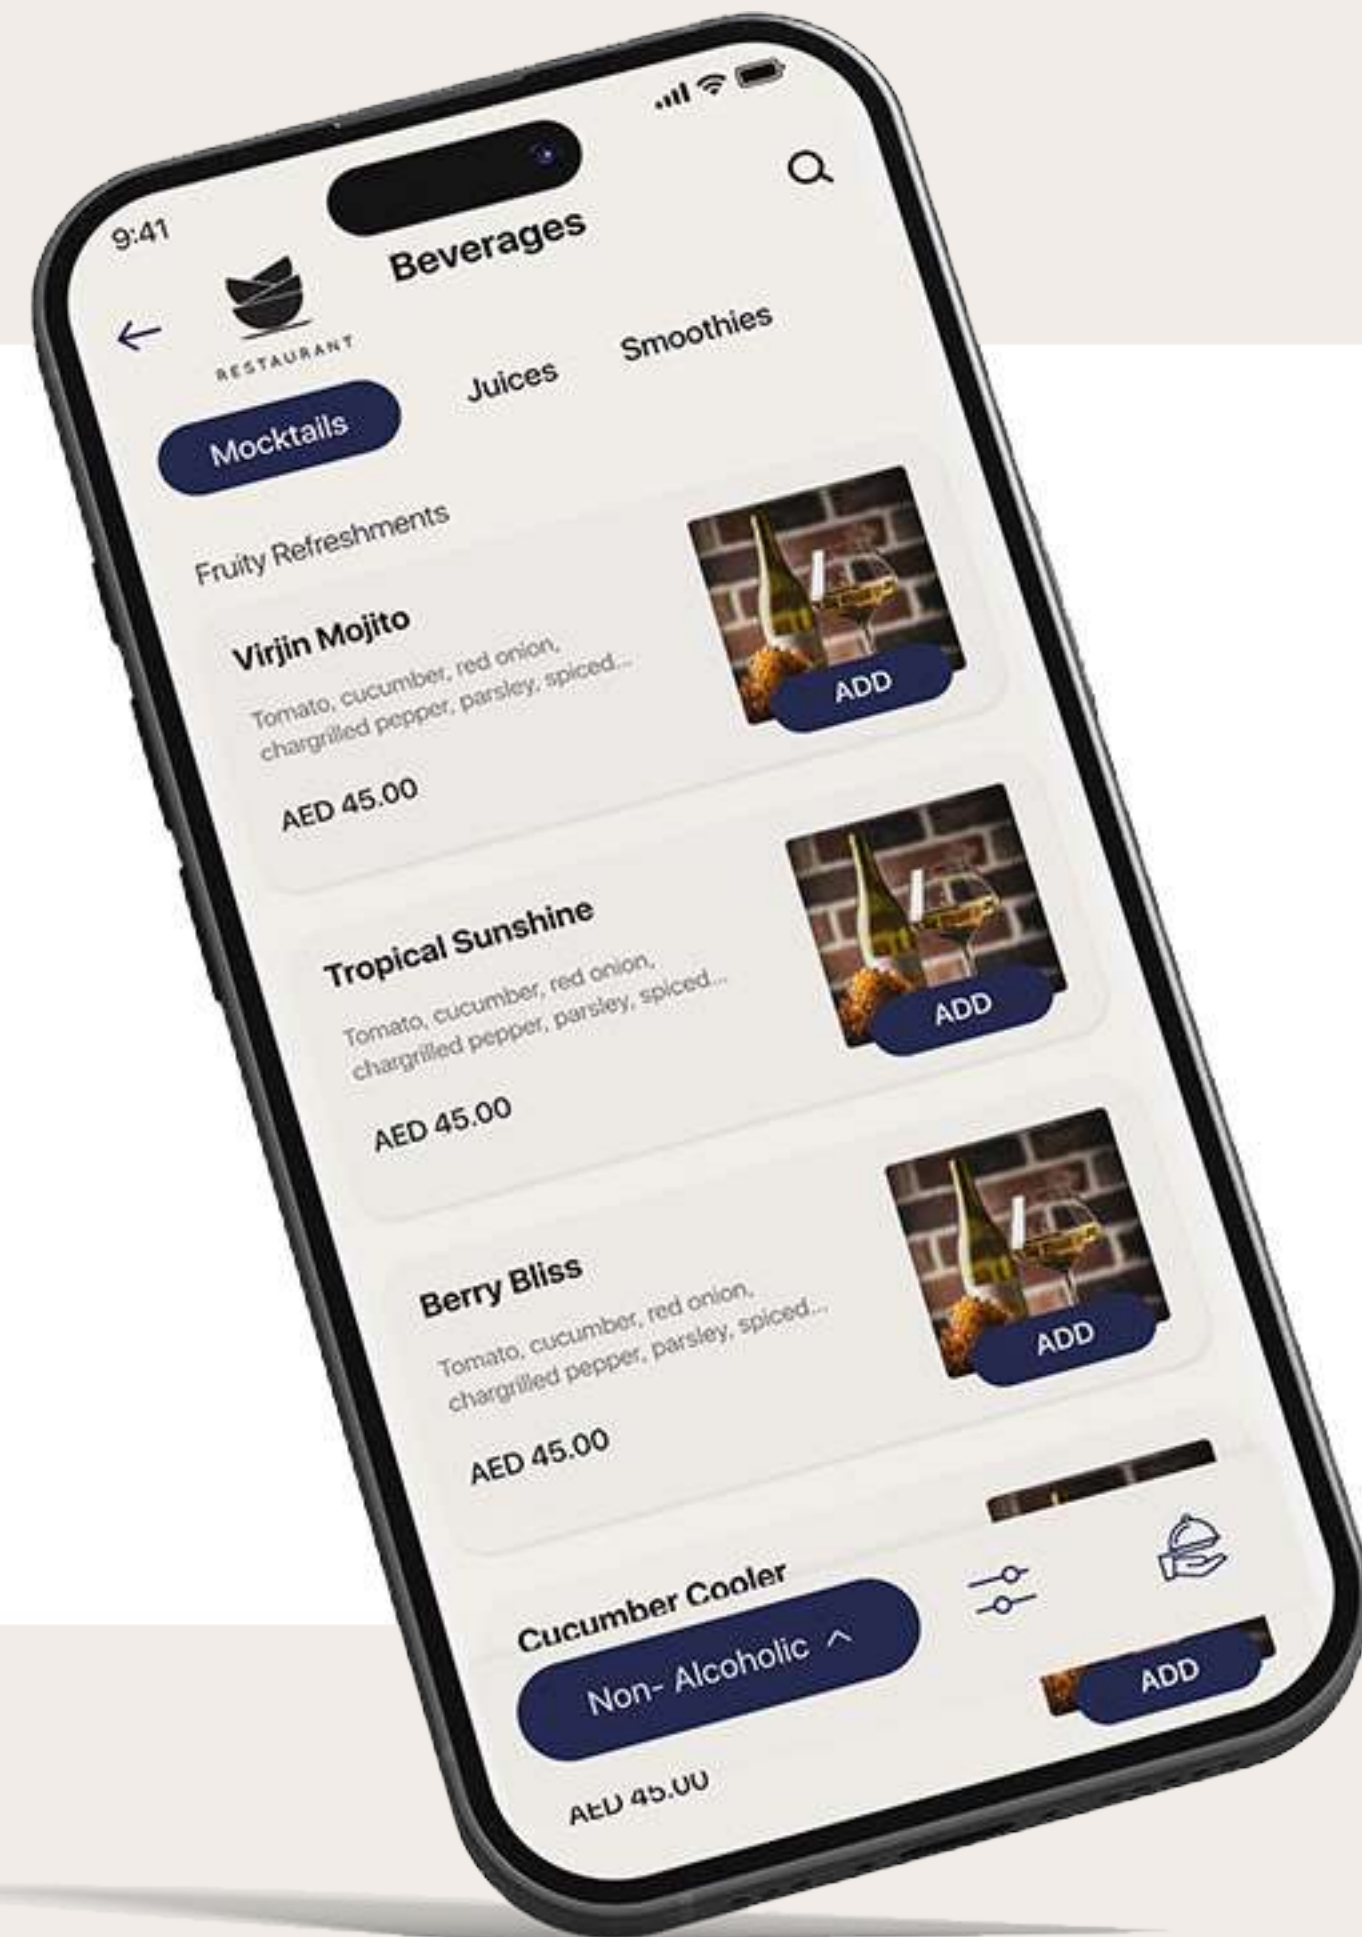 9:41
Beverages
RESTAURANT
Mocktails
Juices
Smoothies
Fruity Refreshments
Virjin Mojito
Tomato, cucumber, red onion,
chargrilled pepper, parsley, spiced...
AED 45.00
ADD
Tropical Sunshine
Tomato, cucumber, red onion,
chargrilled pepper, parsley, spiced...
AED 45.00
ADD
Berry Bliss
Tomato, cucumber, red onion,
chargrilled pepper, parsley, spiced...
AED 45.00
ADD
Cucumber Cooler
Non- Alcoholic
ADD
AED 45.00